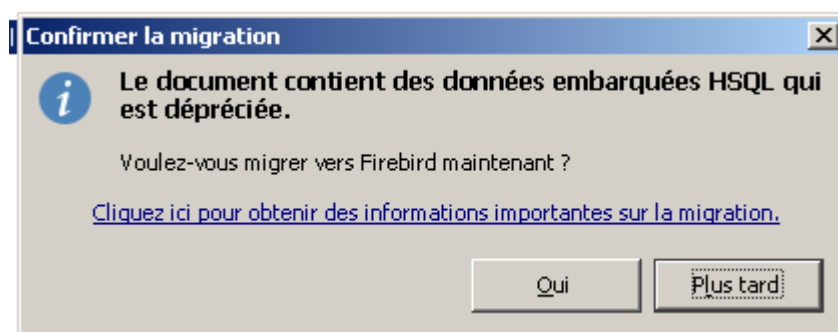 Confirmer la migration
Le document contient des données embarquées HSQL qui
est dépréciée.
Voulez-vous migrer vers Firebird maintenant ?
Cliquez ici pour obtenir des informations importantes sur la migration.
Oui
Plus tard